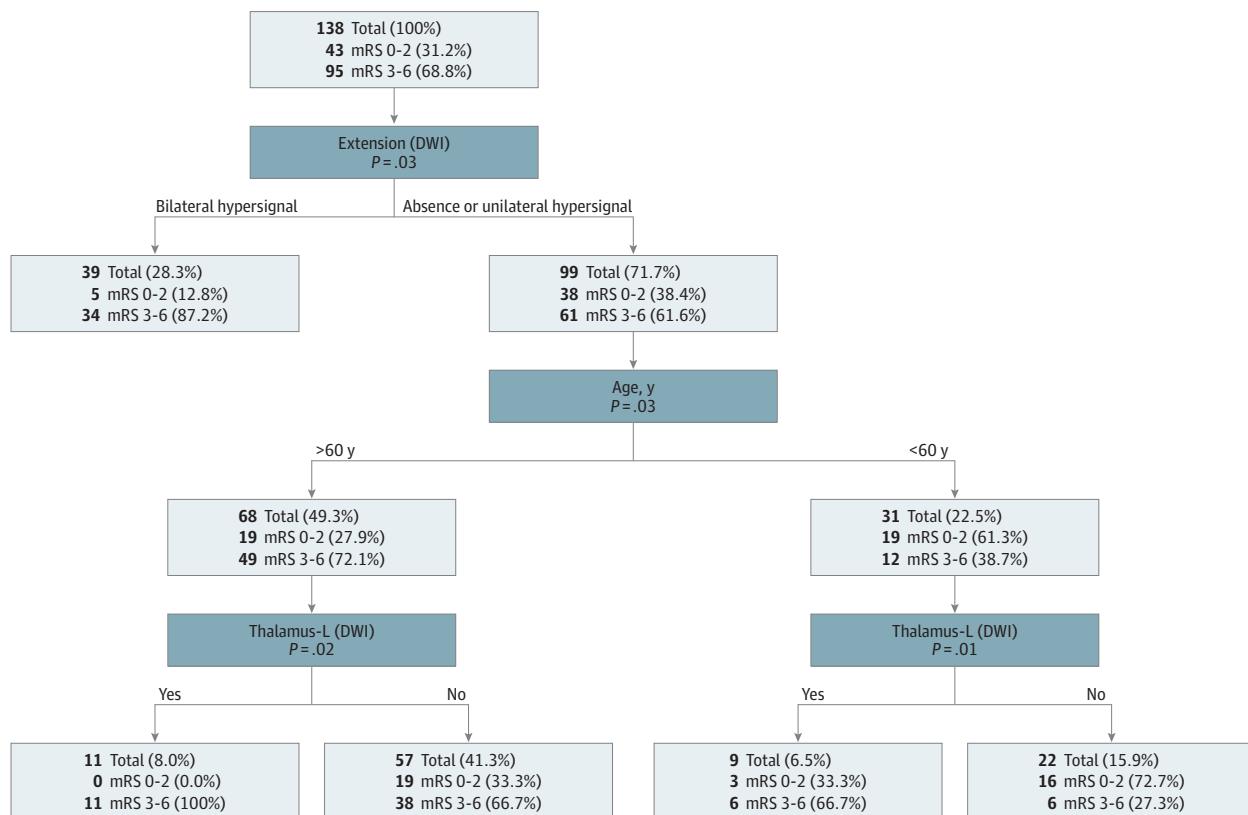 138 Total (100%)
43 mRS 0-2 (31.2%)
95 mRS 3-6 (68.8%)
Extension (DWI)
P = .03
Bilateral hypersignal
Absence or unilateral hypersignal
39 Total (28.3%)
5 mRS 0-2 (12.8%)
34 mRS 3-6 (87.2%)
99 Total (71.7%)
38 mRS 0-2 (38.4%)
61 mRS 3-6 (61.6%)
Age, y
P = .03
>60 y
<60 y
68 Total (49.3%)
19 mRS 0-2 (27.9%)
49 mRS 3-6 (72.1%)
31 Total (22.5%)
19 mRS 0-2 (61.3%)
12 mRS 3-6 (38.7%)
Thalamus-L (DWI)
P = .02
Thalamus-L (DWI)
P = .01
Yes
No
Yes
No
11 Total (8.0%)
0 mRS 0-2 (0.0%)
11 mRS 3-6 (100%)
57 Total (41.3%)
19 mRS 0-2 (33.3%)
38 mRS 3-6 (66.7%)
9 Total (6.5%)
3 mRS 0-2 (33.3%)
6 mRS 3-6 (66.7%)
22 Total (15.9%)
16 mRS 0-2 (72.7%)
6 mRS 3-6 (27.3%)